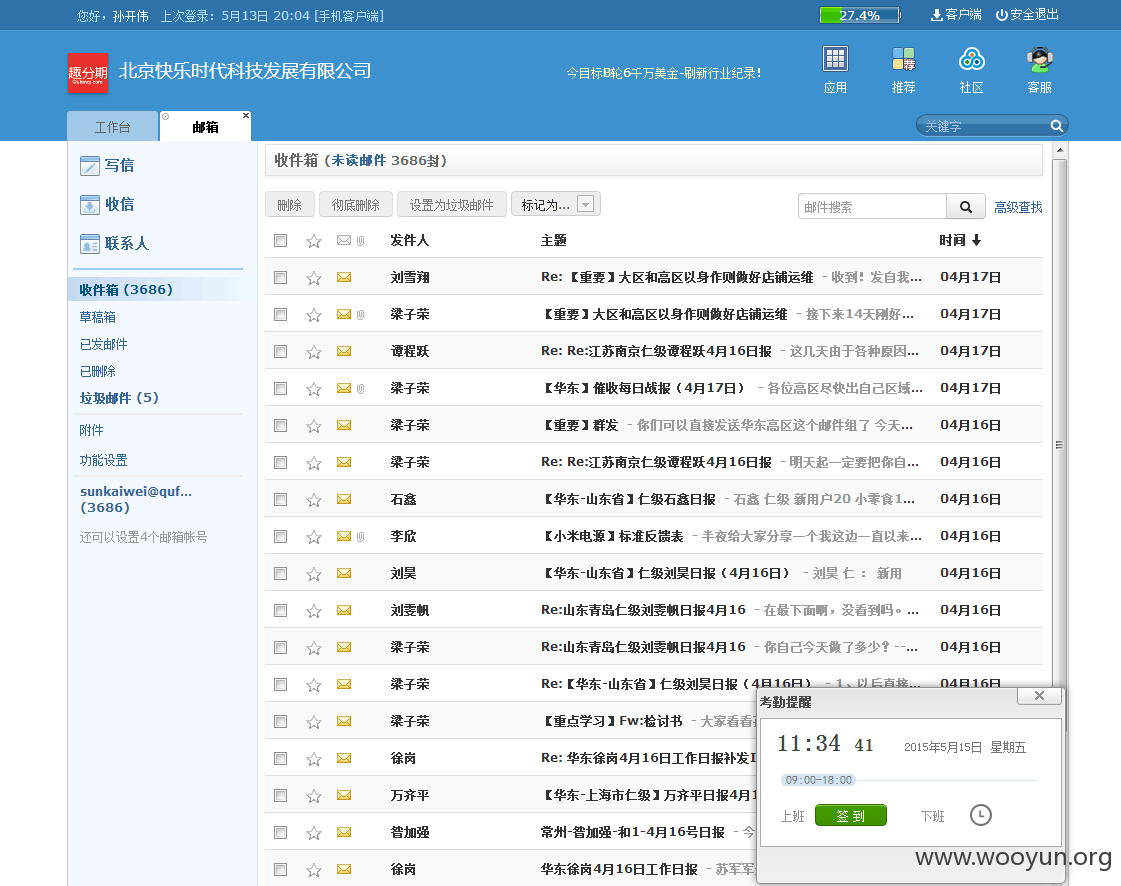 您好，孙开伟 上次登录：5月13日 20:04 [手机客户端] 27.4% 客户端 安全退出
趣分期 北京快乐时代科技发展有限公司 今目标B轮6千万美金-刷新行业纪录！ 应用 推荐 社区 客服
工作台 邮箱 关键字
写信
收信
联系人
收件箱 (3686)
草稿箱
已发邮件
已删除
垃圾邮件 (5)
附件
功能设置
sunkaiwei@quf...
(3686)
还可以设置4个邮箱帐号
收件箱 (未读邮件 3686封)
删除 彻底删除 设置为垃圾邮件 标记为... 邮件搜索 高级查找
发件人 主题 时间
刘雪翔 Re: 【重要】大区和高区以身作则做好店铺运维 - 收到！发自我... 04月17日
梁子荣 【重要】大区和高区以身作则做好店铺运维 - 接下来14天刚好... 04月17日
谭程跃 Re: Re:江苏南京仁级谭程跃4月16日报 - 这几天由于各种原因... 04月17日
梁子荣 【华东】催收每日战报（4月17日） - 各位高区尽快出自己区域... 04月17日
梁子荣 【重要】群发 - 你们可以直接发送华东高区这个邮件组了 今天... 04月16日
梁子荣 Re: Re:江苏南京仁级谭程跃4月16日报 - 明天起一定要把你自... 04月16日
石鑫 【华东-山东省】仁级石鑫日报 - 石鑫 仁级 新用户20 小零食1... 04月16日
李欣 【小米电源】标准反馈表 - 半夜给大家分享一个我这边一直以来... 04月16日
刘昊 【华东-山东省】仁级刘昊日报（4月16日） - 刘昊 仁 ： 新用 04月16日
刘雯帆 Re:山东青岛仁级刘雯帆日报4月16 - 在最下面啊，没看到吗。... 04月16日
梁子荣 Re:山东青岛仁级刘雯帆日报4月16 - 你自己今天做了多少？--... 04月16日
梁子荣 Re:【华东-山东省】仁级刘昊日报（4月16日） - 1、以后直接... 04月16日
梁子荣 【重点学习】Fw:检讨书 - 大家看看
徐岗 Re: 华东徐岗4月16日工作日报补发
万齐平 【华东-上海市仁级】万齐平日报4月1
昝加强 常州-昝加强-和1-4月16号日报 - 今
徐岗 华东徐岗4月16日工作日报 - 苏军军
考勤提醒
11:34 41 2015年5月15日 星期五
09:00-18:00
上班 签到 下班
www.wooyun.org